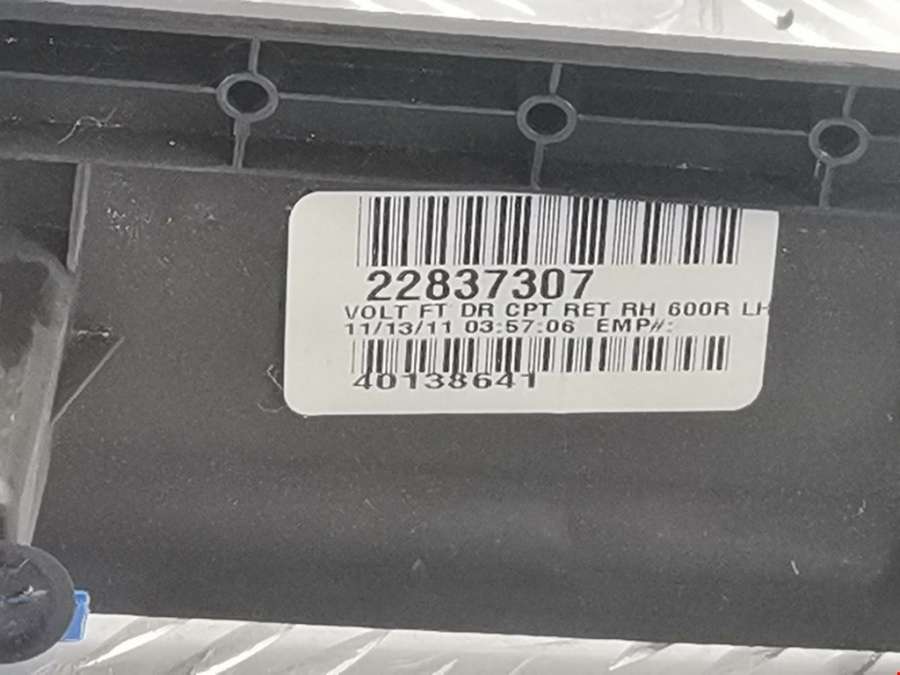 22837307
VOLT FT DR CPT RET RH 600R LH
11/13/11 03:57:06 EMP#:
40138641